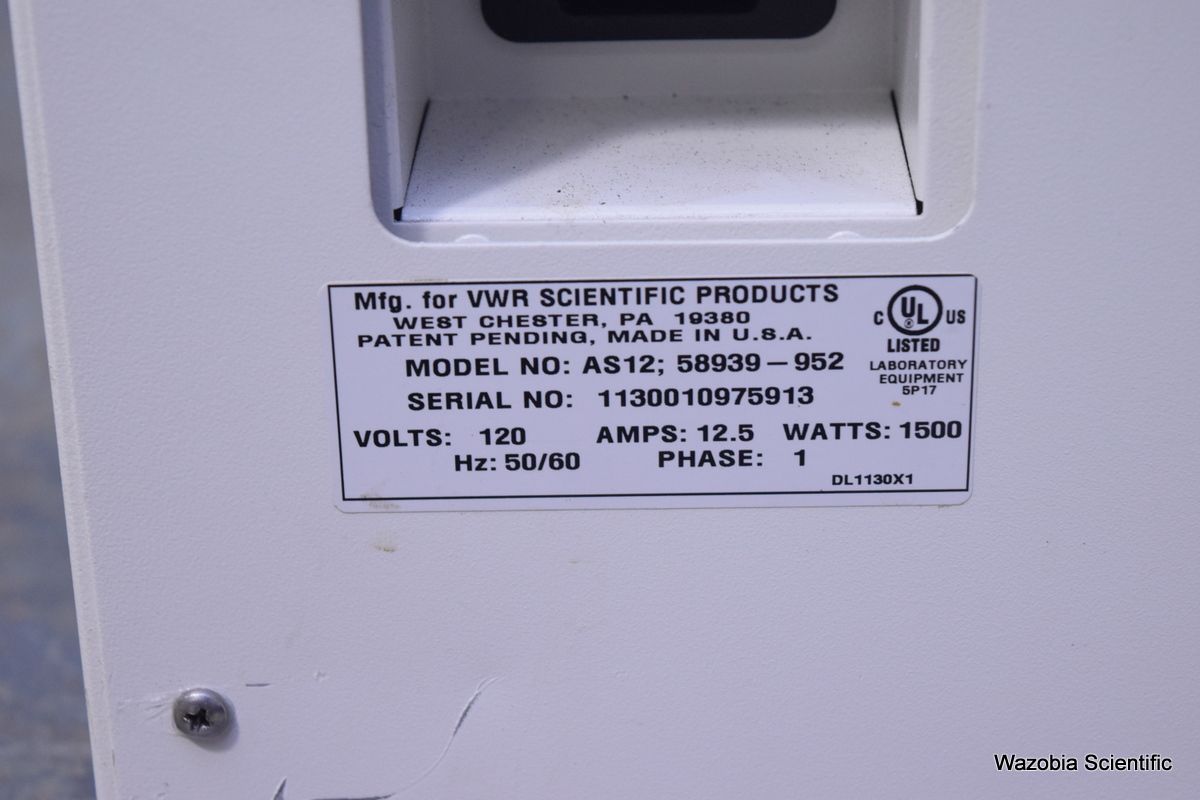 Mfg. for VWR SCIENTIFIC PRODUCTS
WEST CHESTER, PA 19380
PATENT PENDING, MADE IN U.S.A.
MODEL NO: AS12; 58939-952
SERIAL NO: 1130010975913
VOLTS: 120 AMPS: 12.5 WATTS: 1500
Hz: 50/60 PHASE: 1
DL1130X1
C UL US
®
LISTED
LABORATORY
EQUIPMENT
5P17
Wazobia Scientific